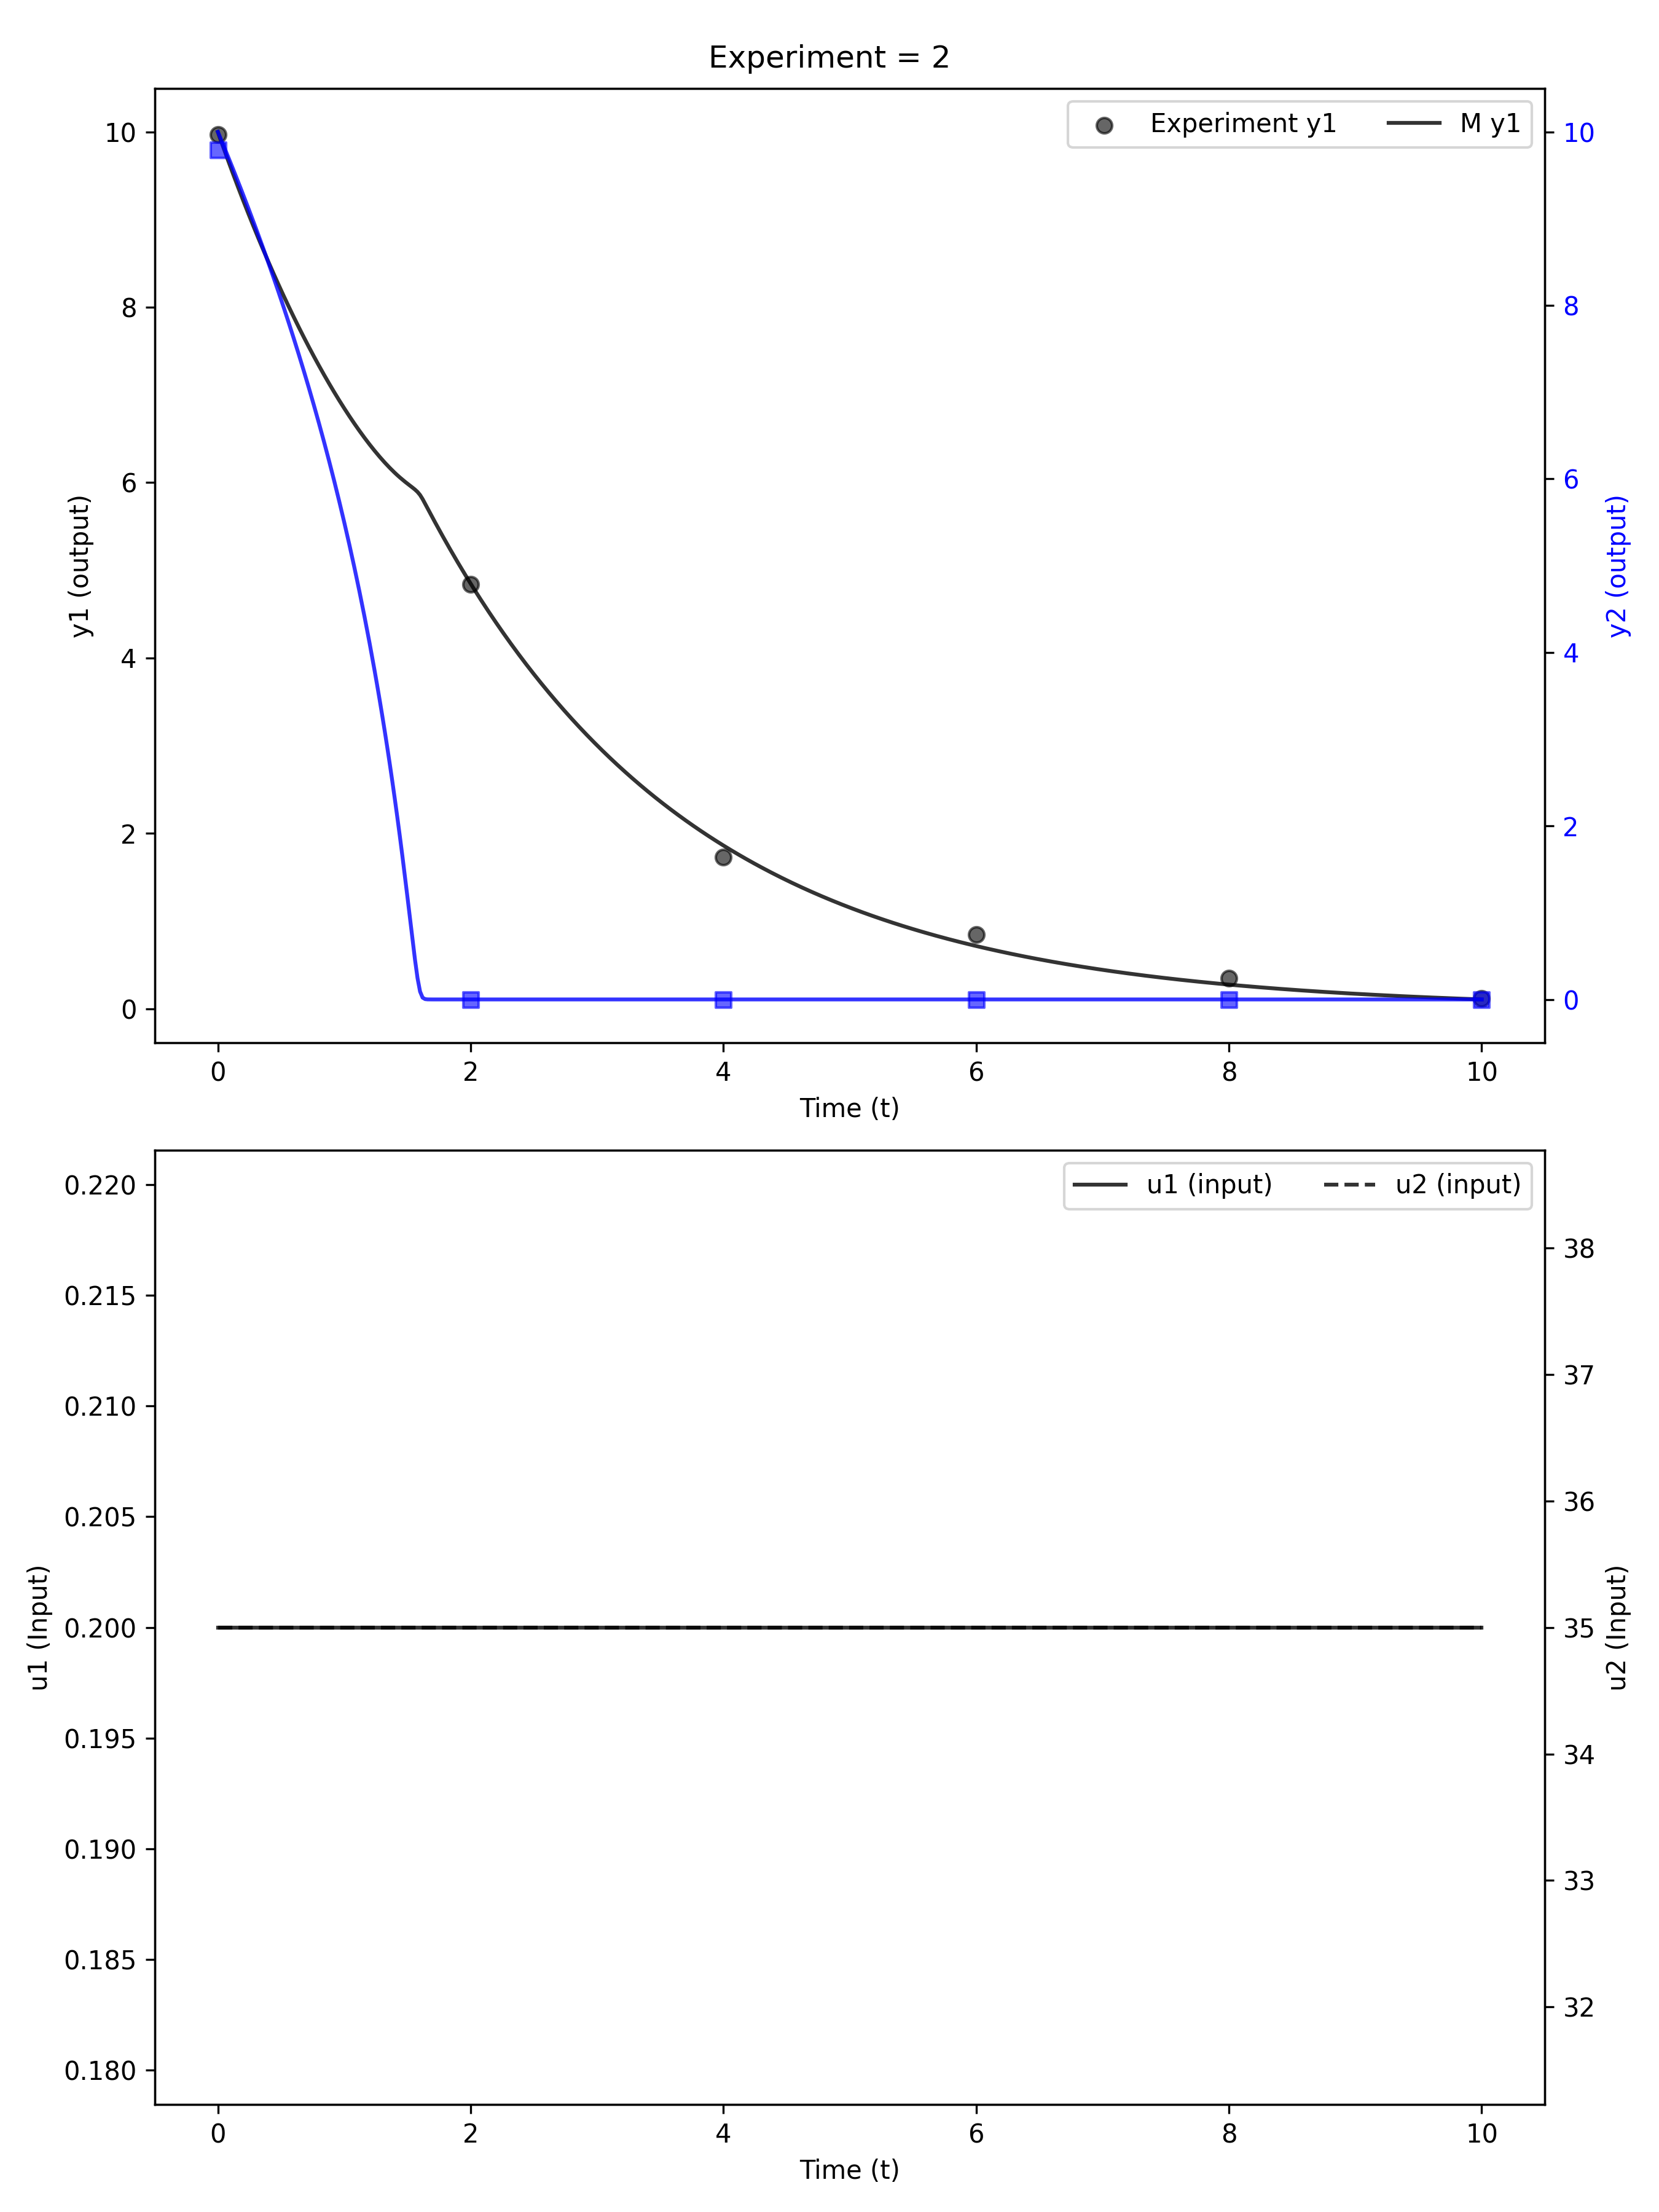 Experiment = 2
Experiment y1 M y1
10
8
6
4
2
0
y1 (output)
10
8
6
4
2
0
y2 (output)
0 2 4 6 8 10
Time (t)
u1 (input) u2 (input)
0.220
0.215
0.210
0.205
0.200
0.195
0.190
0.185
0.180
u1 (Input)
38
37
36
35
34
33
32
u2 (Input)
0 2 4 6 8 10
Time (t)